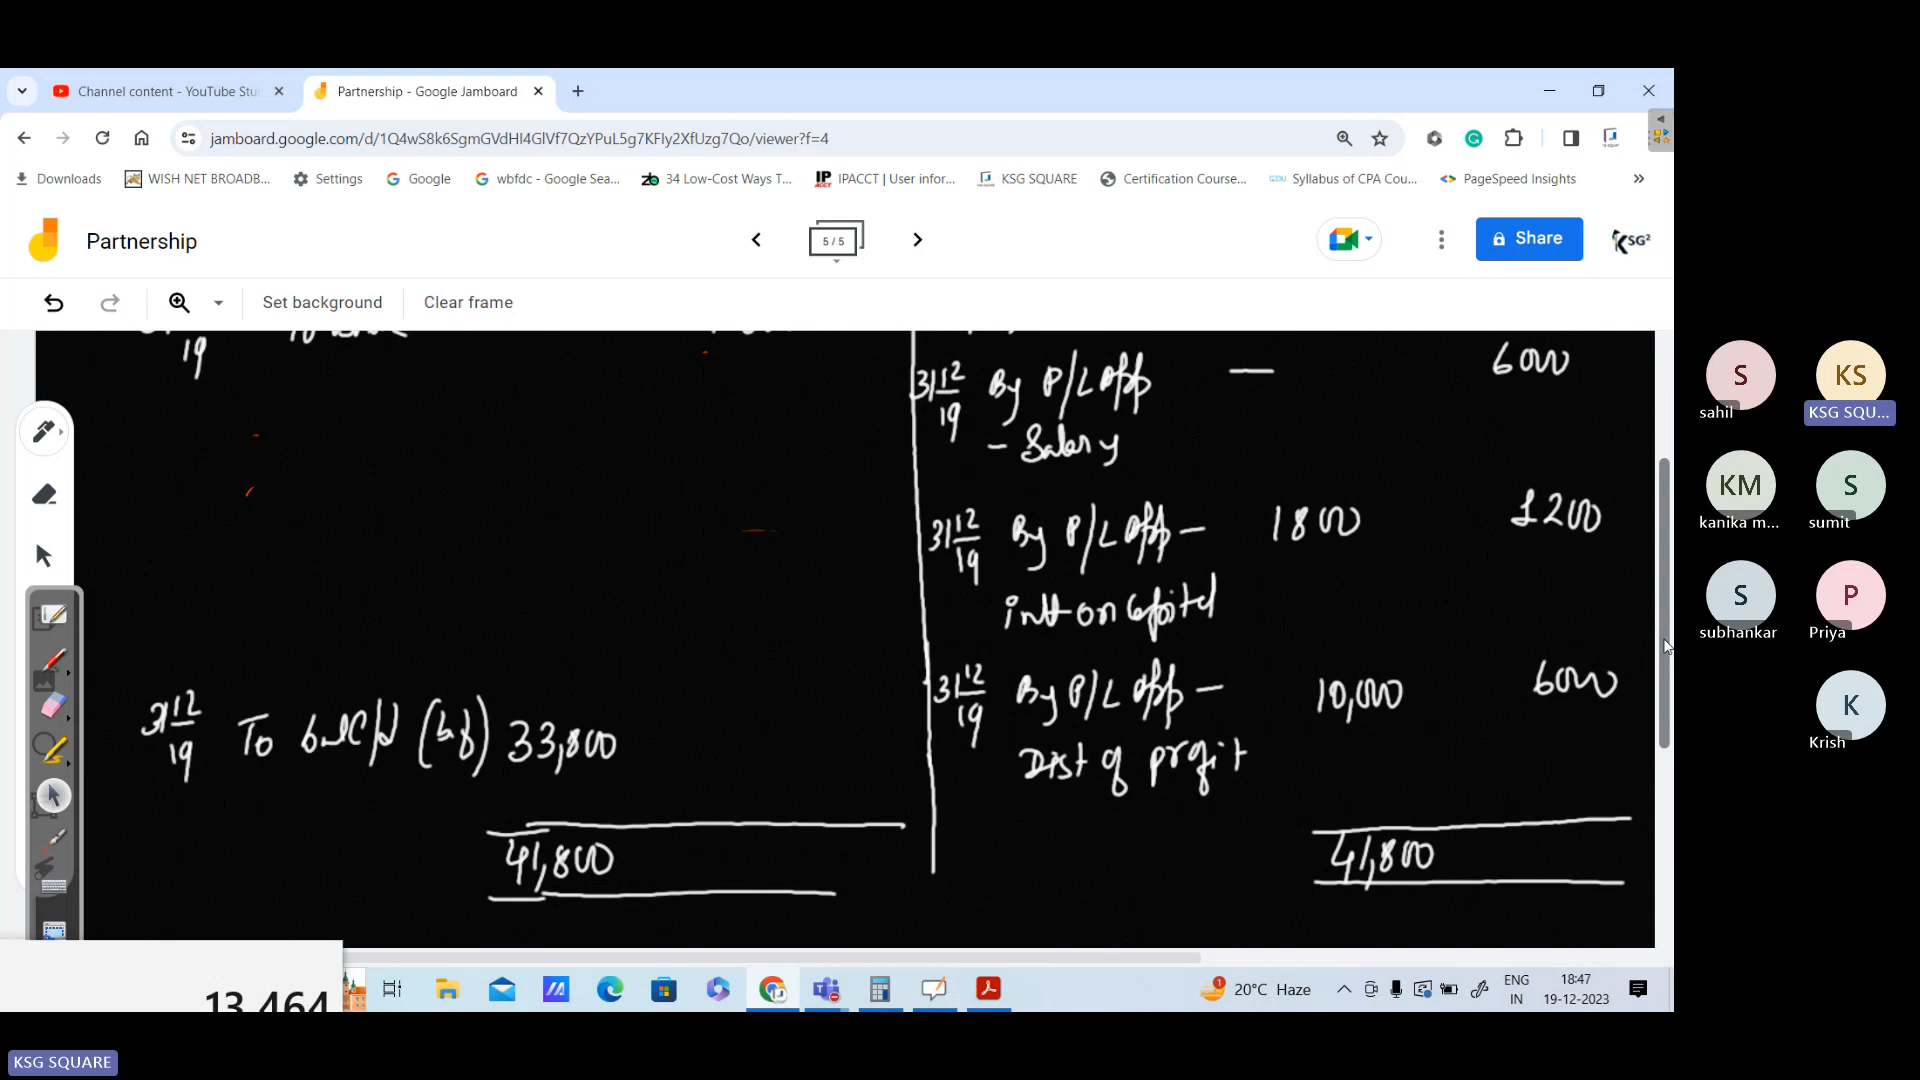 Channel content - YouTube Stu
Partnership - Google Jamboard
jamboard.google.com/d/1Q4wS8k6SgmGVdHI4GlVf7QzYPuL5g7KFly2XfUzg7Qo/viewer?f=4
Downloads WISH NET BROADB... Settings Google wbfdc - Google Sea... 34 Low-Cost Ways T... IPACCT | User infor... KSG SQUARE Certification Course... Syllabus of CPA Cou... PageSpeed Insights »
Partnership 5 / 5 Share KSG²
Set background Clear frame
19
31/12/19 By P/L App — 6000
- Salary
31/12/19 By P/L App - 1800 1200
int on capital
31/12/19 By P/L App - 10,000 6000
Dist of profit
31/12/19 To bal c/d (bf) 33,800
41,800 41,800
13,464
20°C Haze ENG IN 18:47 19-12-2023
S KS
sahil KSG SQU...
KM S
kanika m... sumit
S P
subhankar Priya
K
Krish
KSG SQUARE